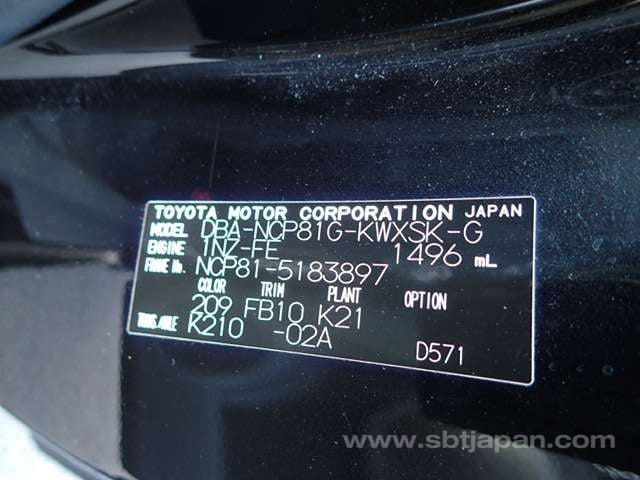 TOYOTA MOTOR CORPORATION JAPAN
MODEL DBA-NCP81G-KWXSK-G
ENGINE 1NZ-FE 1496 mL
FRAME No. NCP81-5183897
COLOR TRIM PLANT OPTION
209 FB10 K21
TRANS.AXLE K210 -02A
D571
www.sbtjapan.com